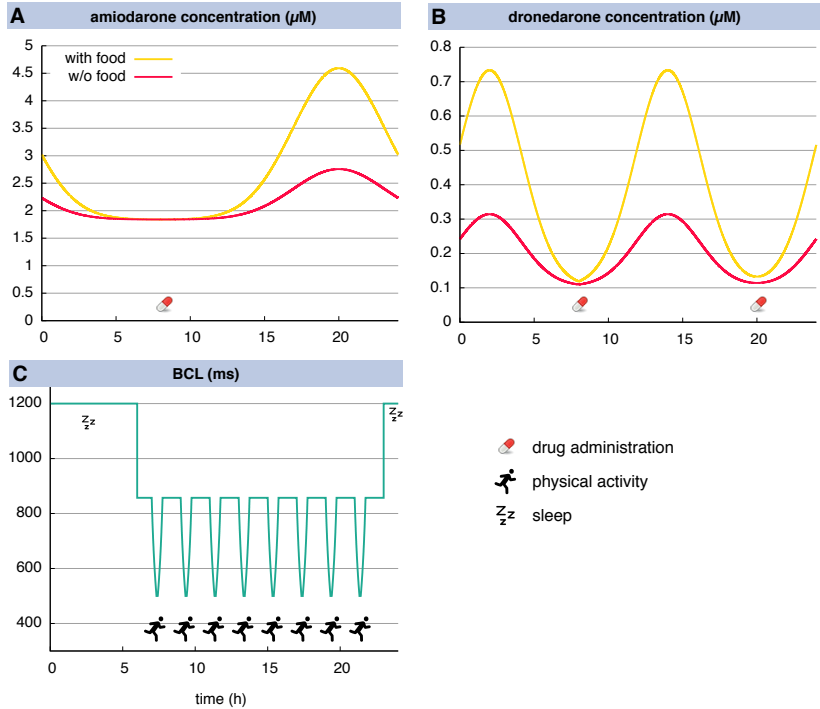 A amiodarone concentration (µM)
with food
w/o food
5
4.5
4
3.5
3
2.5
2
1.5
1
0.5
0
0 5 10 15 20
B dronedarone concentration (µM)
0.8
0.7
0.6
0.5
0.4
0.3
0.2
0.1
0
0 5 10 15 20
C BCL (ms)
1200
1000
800
600
400
zzz
zzz
0 5 10 15 20
time (h)
drug administration
physical activity
zzz sleep